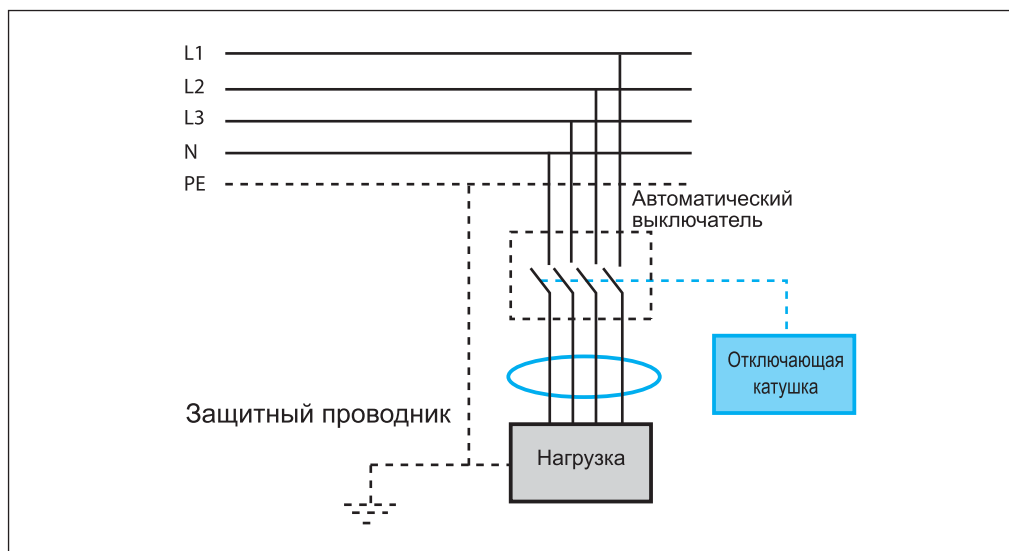 L1
L2
L3
N
PE
Автоматический
выключатель
Отключающая
катушка
Защитный проводник
Нагрузка